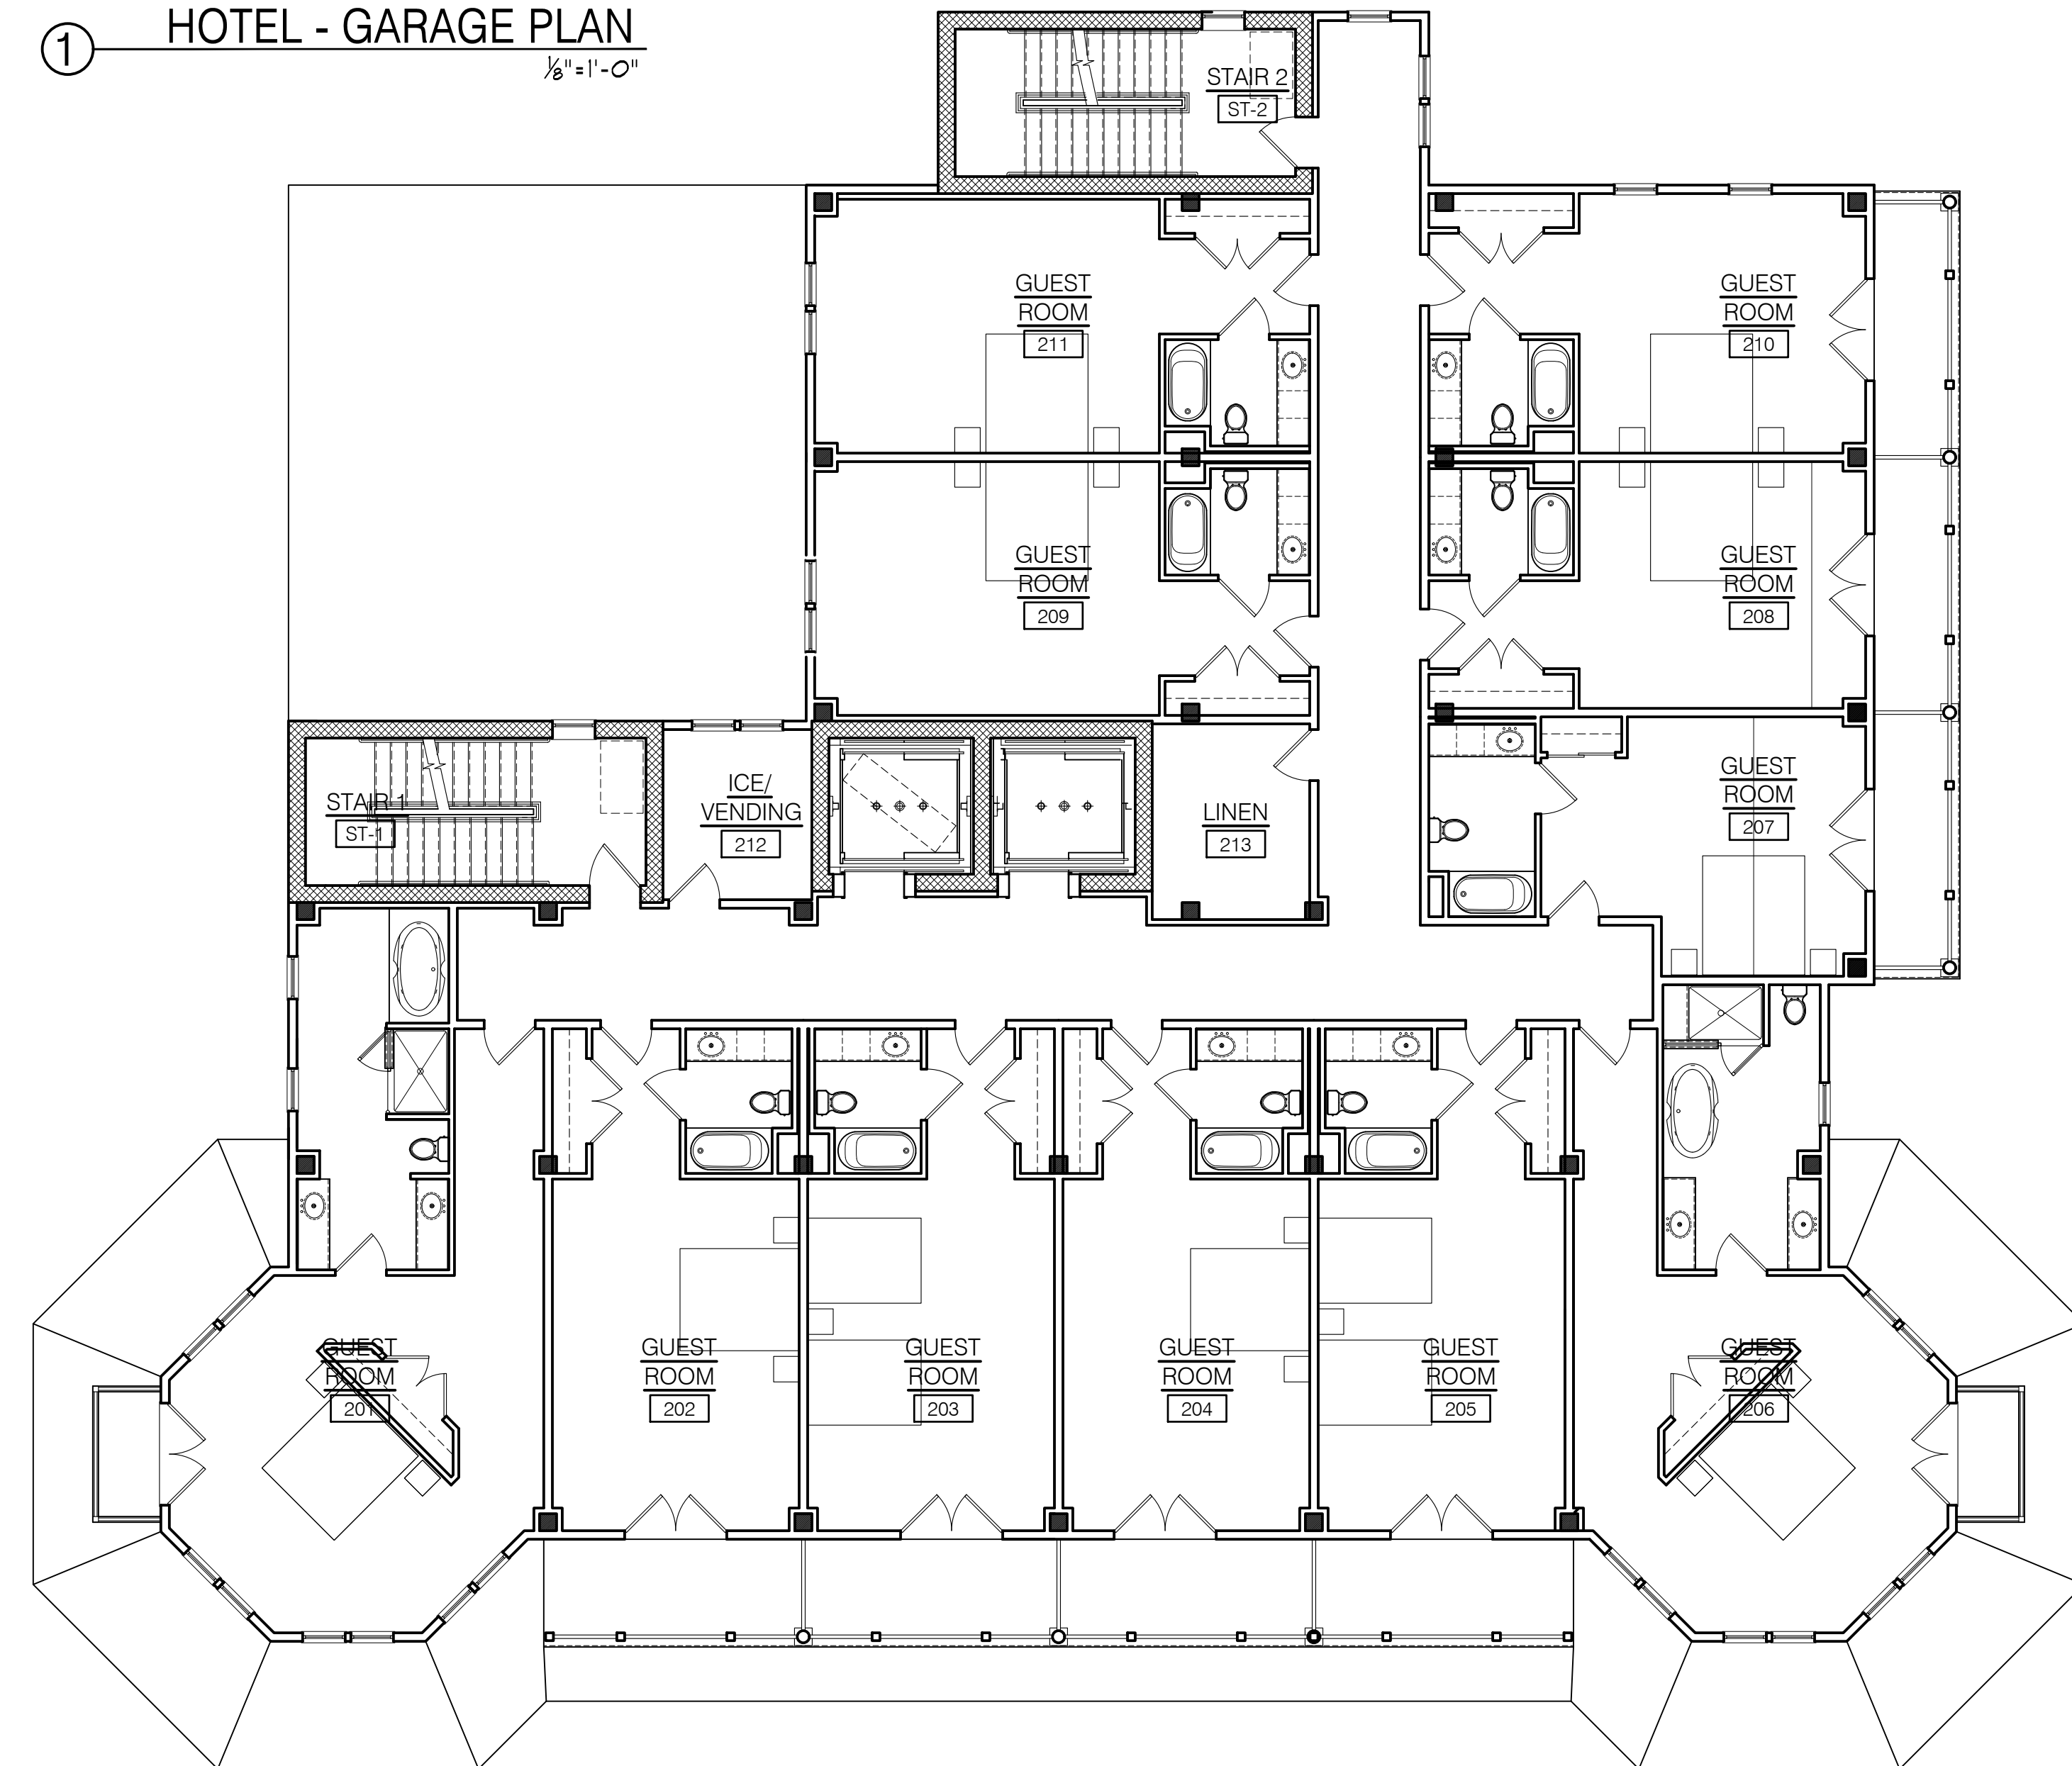 1
HOTEL - GARAGE PLAN
⅛"=1'-0"
STAIR 2
ST-2
GUEST
ROOM
211
GUEST
ROOM
210
GUEST
ROOM
209
GUEST
ROOM
208
STAIR 1
ST-1
ICE/
VENDING
212
LINEN
213
GUEST
ROOM
207
GUEST
ROOM
201
GUEST
ROOM
202
GUEST
ROOM
203
GUEST
ROOM
204
GUEST
ROOM
205
GUEST
ROOM
206